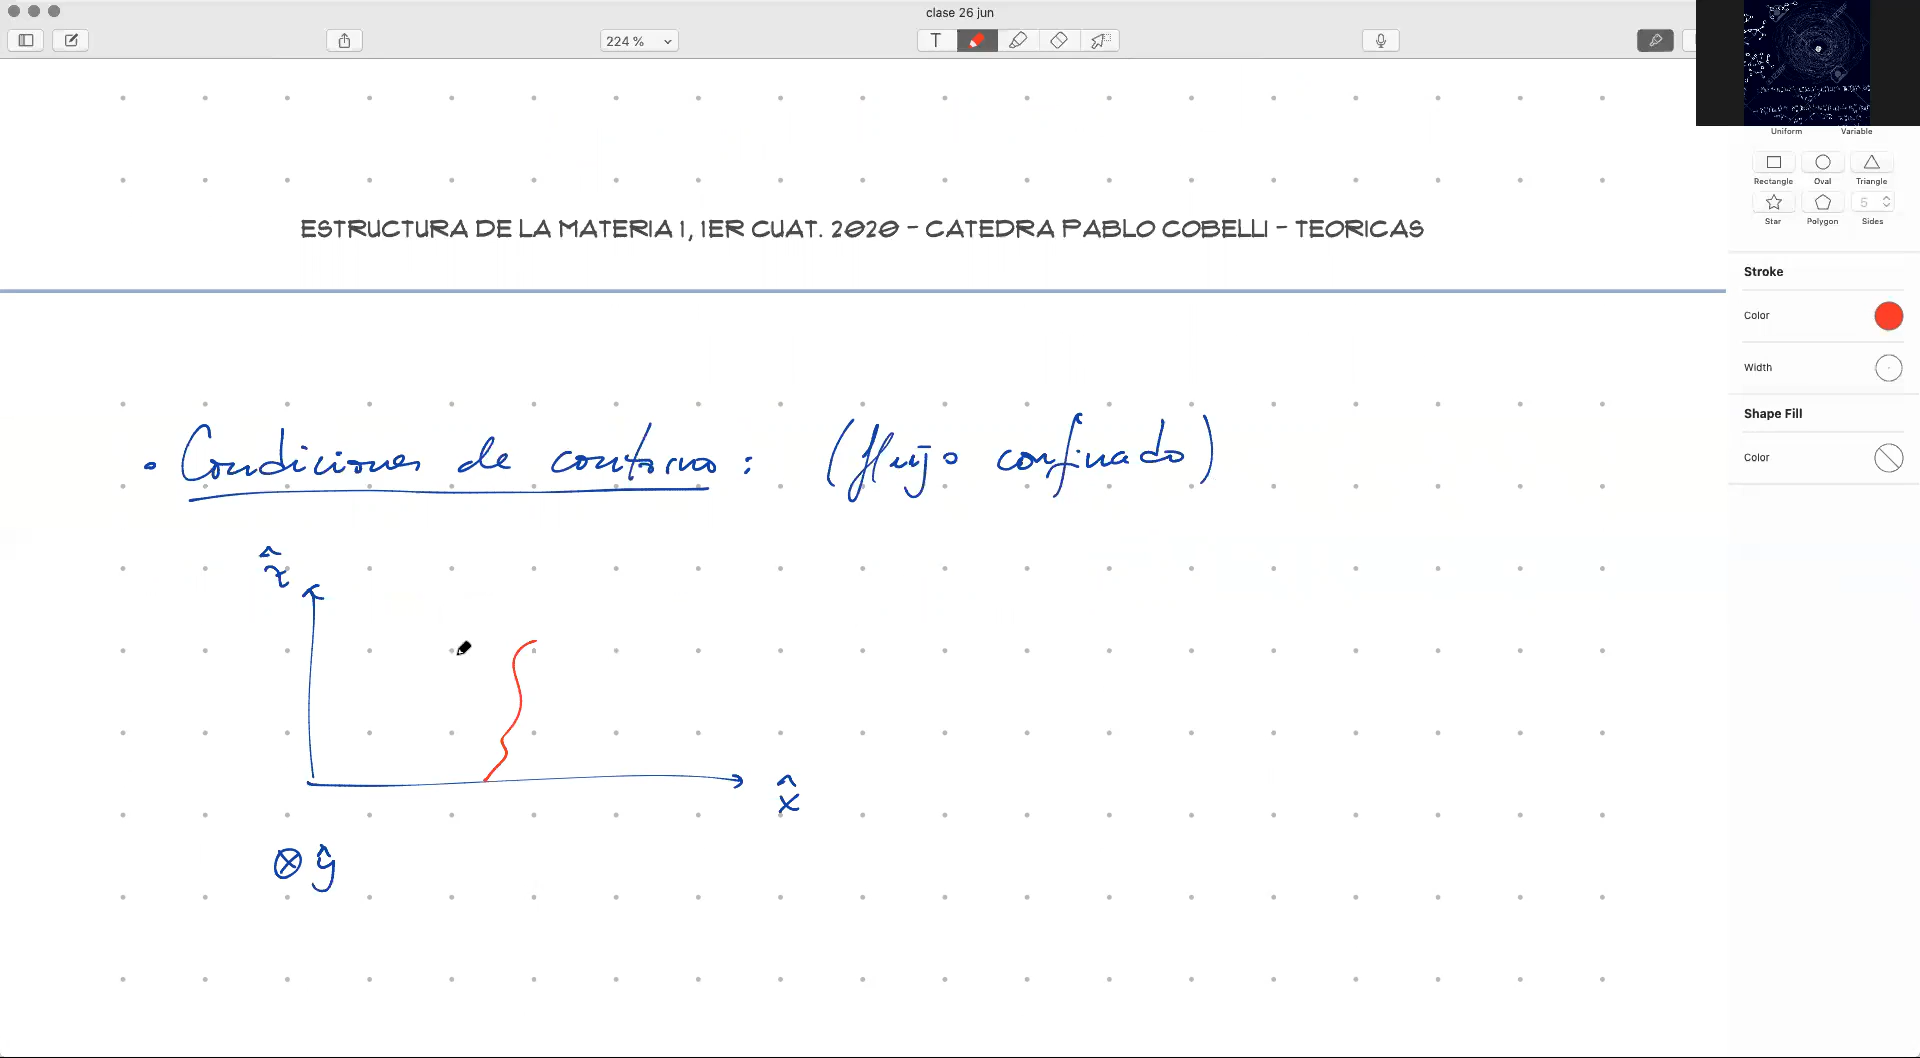 clase 26 jun
224 %
T
Uniform Variable
Rectangle Oval Triangle
5
Star Polygon Sides
ESTRUCTURA DE LA MATERIA 1, 1ER CUAT. 2020 - CATEDRA PABLO COBELLI - TEORICAS
Stroke
Color
Width
Shape Fill
Color
• Condiciones de contorno: (flujo confinado)
ẑ
x̂
⊗ ŷ